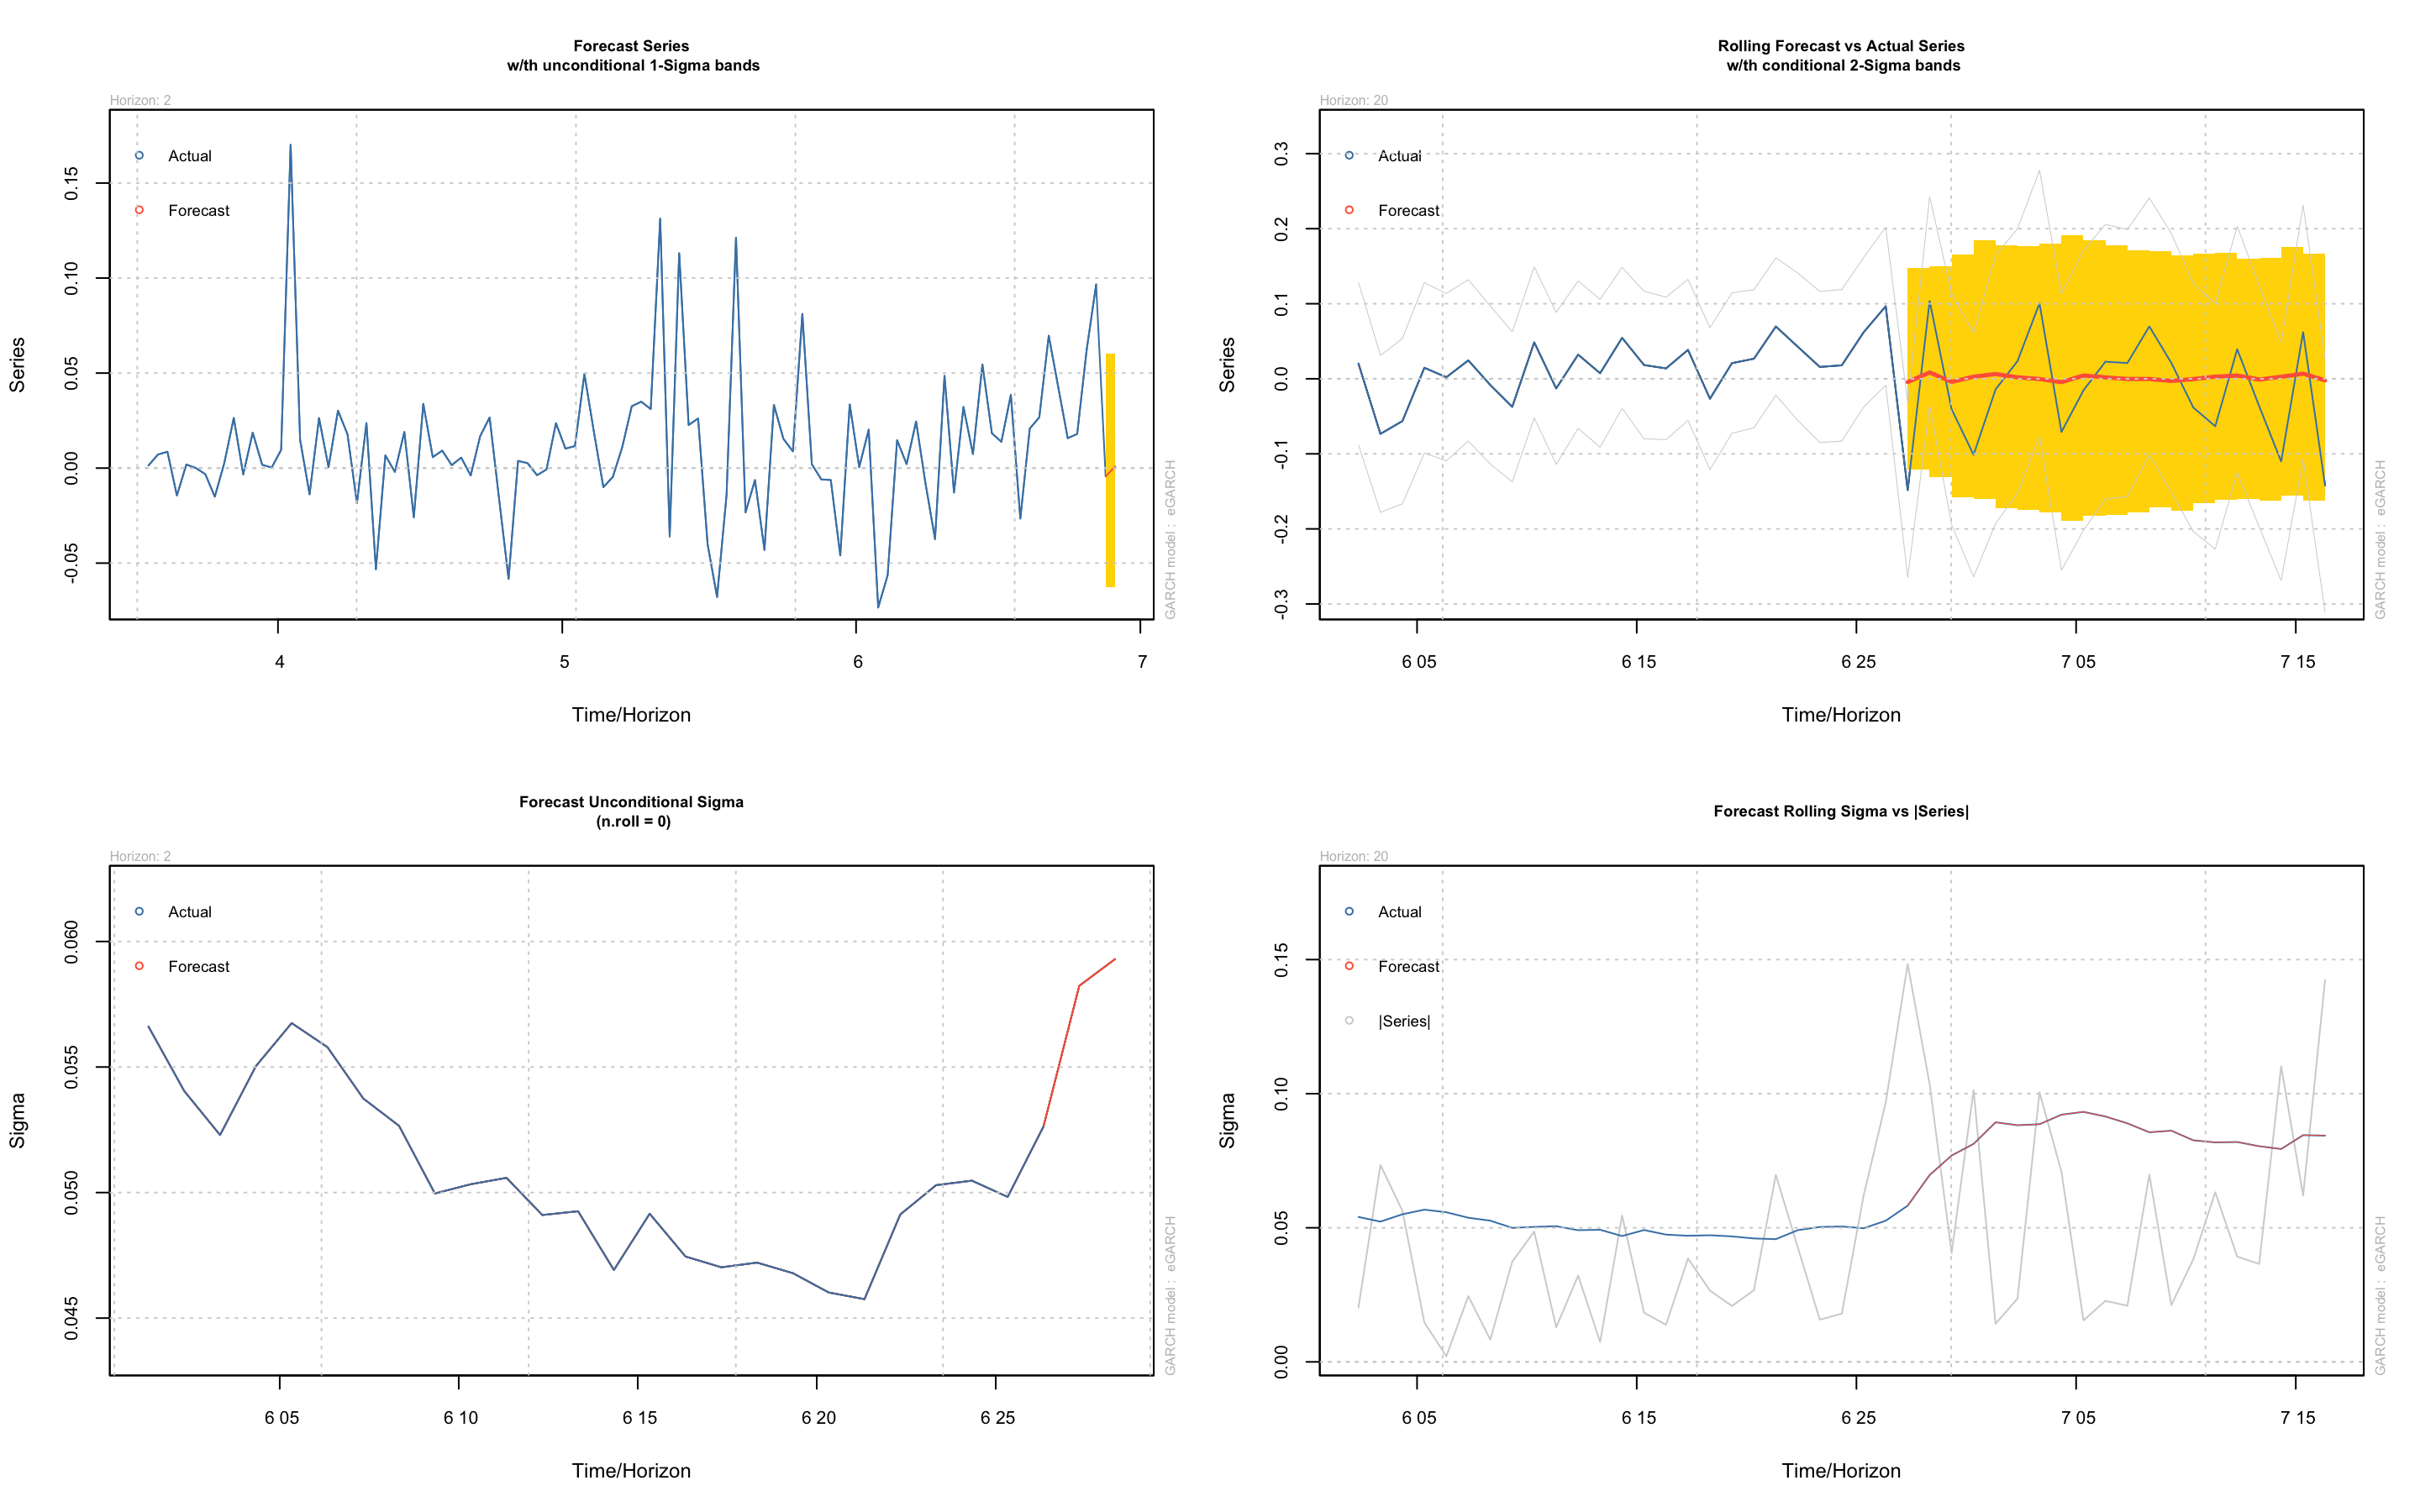 Forecast Series
w/th unconditional 1-Sigma bands
Horizon: 2
Actual
Forecast
0.15
0.10
0.05
0.00
-0.05
Series
4
5
6
7
Time/Horizon
GARCH model : eGARCH
Rolling Forecast vs Actual Series
w/th conditional 2-Sigma bands
Horizon: 20
Actual
Forecast
0.3
0.2
0.1
0.0
-0.1
-0.2
-0.3
Series
6 05
6 15
6 25
7 05
7 15
Time/Horizon
GARCH model : eGARCH
Forecast Unconditional Sigma
(n.roll = 0)
Horizon: 2
Actual
Forecast
0.060
0.055
0.050
0.045
Sigma
6 05
6 10
6 15
6 20
6 25
Time/Horizon
GARCH model : eGARCH
Forecast Rolling Sigma vs |Series|
Horizon: 20
Actual
Forecast
|Series|
0.15
0.10
0.05
0.00
Sigma
6 05
6 15
6 25
7 05
7 15
Time/Horizon
GARCH model : eGARCH